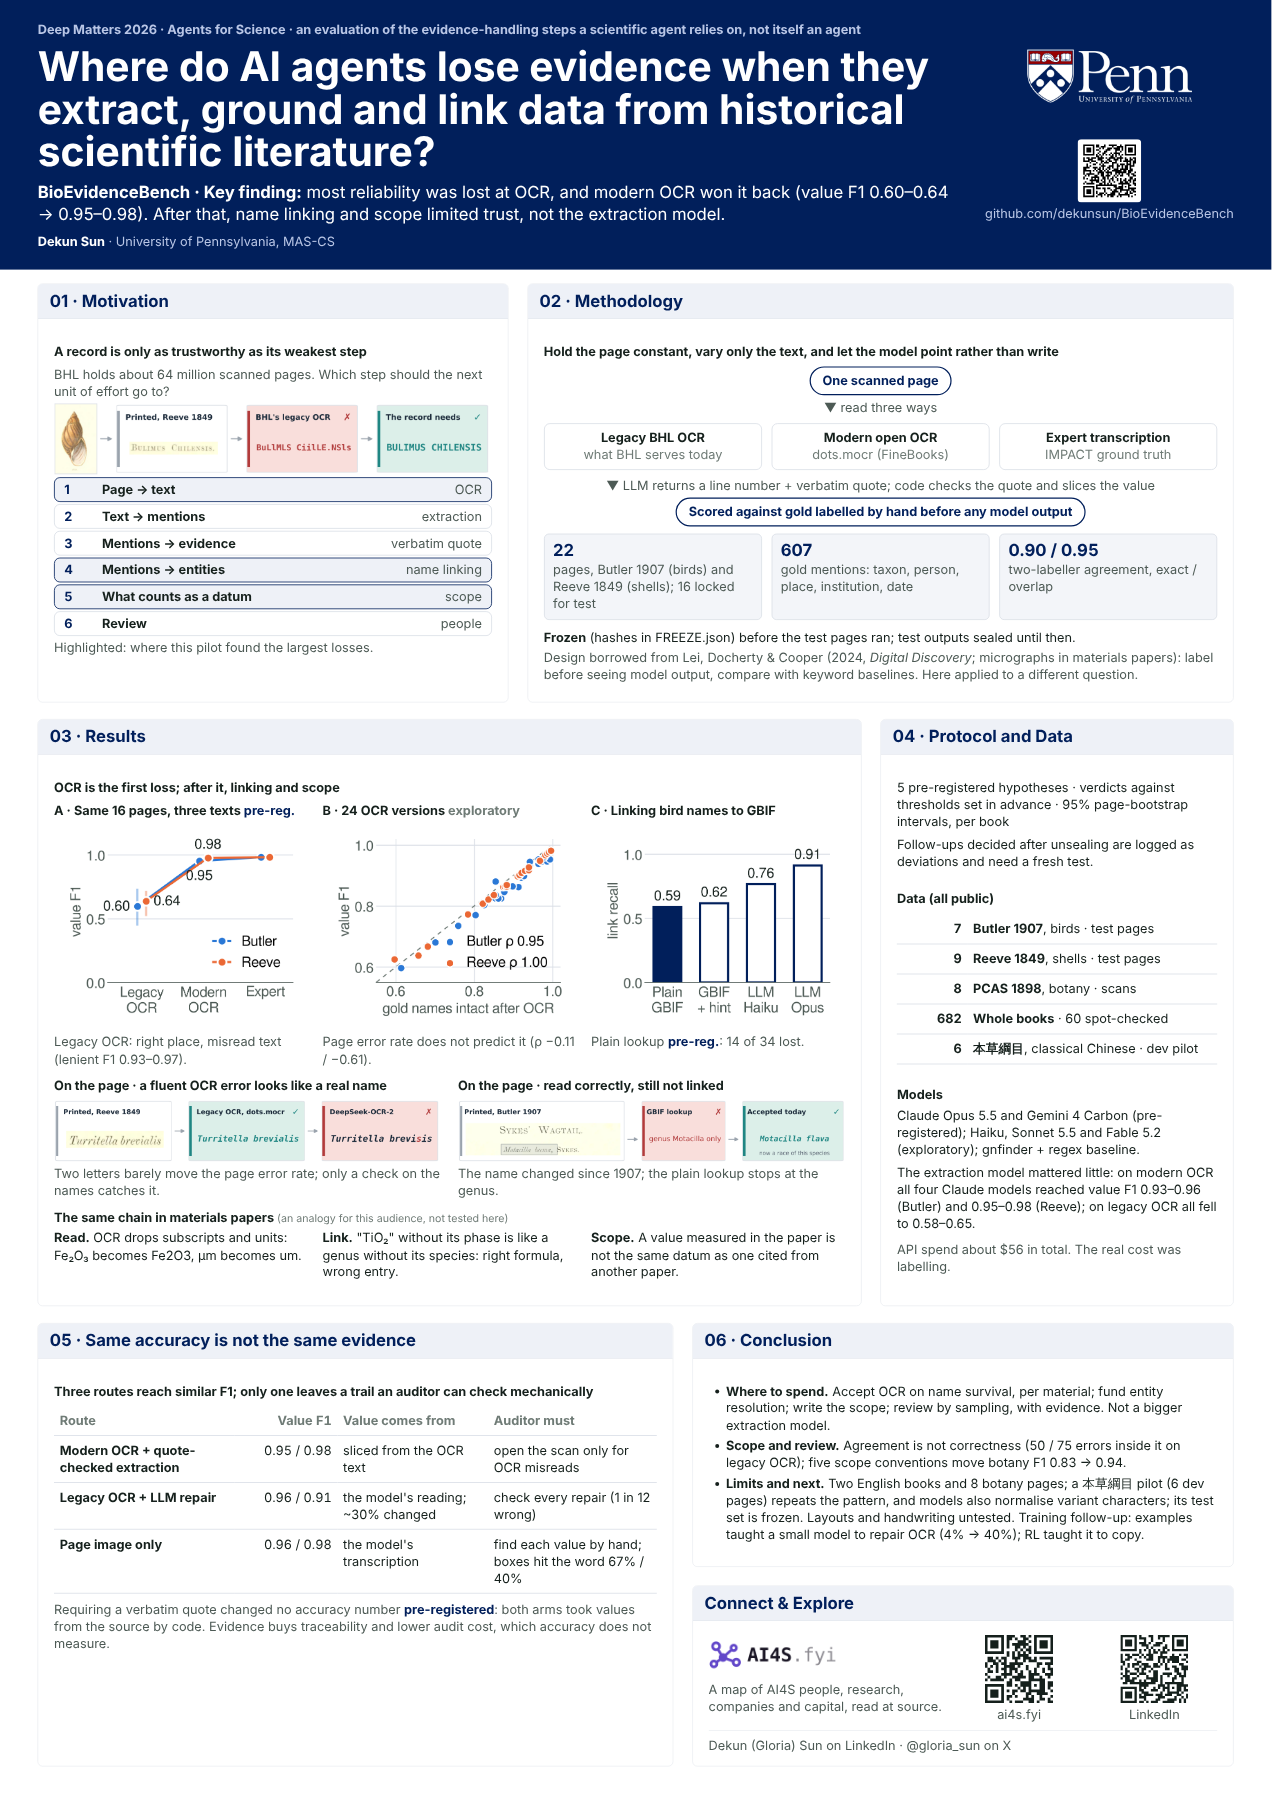 Deep Matters 2026 · Agents for Science · an evaluation of the evidence-handling steps a scientific agent relies on, not itself an agent
Where do AI agents lose evidence when they
extract, ground and link data from historical
scientific literature?
BioEvidenceBench · Key finding: most reliability was lost at OCR, and modern OCR won it back (value F1 0.60–0.64
→ 0.95–0.98). After that, name linking and scope limited trust, not the extraction model.
Dekun Sun · University of Pennsylvania, MAS-CS
Penn
UNIVERSITY of PENNSYLVANIA
github.com/dekunsun/BioEvidenceBench
01 · Motivation
A record is only as trustworthy as its weakest step
BHL holds about 64 million scanned pages. Which step should the next
unit of effort go to?
Printed, Reeve 1849
BULIMUS CHILENSIS.
BHL's legacy OCR ✗
BuLlMLS CiilLE.NSls
The record needs ✓
BULIMUS CHILENSIS
1 Page → text OCR
2 Text → mentions extraction
3 Mentions → evidence verbatim quote
4 Mentions → entities name linking
5 What counts as a datum scope
6 Review people
Highlighted: where this pilot found the largest losses.
02 · Methodology
Hold the page constant, vary only the text, and let the model point rather than write
One scanned page
▼ read three ways
Legacy BHL OCR
what BHL serves today
Modern open OCR
dots.mocr (FineBooks)
Expert transcription
IMPACT ground truth
▼ LLM returns a line number + verbatim quote; code checks the quote and slices the value
Scored against gold labelled by hand before any model output
22
pages, Butler 1907 (birds) and
Reeve 1849 (shells); 16 locked
for test
607
gold mentions: taxon, person,
place, institution, date
0.90 / 0.95
two-labeller agreement, exact /
overlap
Frozen (hashes in FREEZE.json) before the test pages ran; test outputs sealed until then.
Design borrowed from Lei, Docherty & Cooper (2024, Digital Discovery; micrographs in materials papers): label
before seeing model output, compare with keyword baselines. Here applied to a different question.
03 · Results
OCR is the first loss; after it, linking and scope
A · Same 16 pages, three texts pre-reg.
value F1
1.0
0.5
0.0
0.60
0.64
0.98
0.95
Butler
Reeve
Legacy
OCR
Modern
OCR
Expert
Legacy OCR: right place, misread text
(lenient F1 0.93–0.97).
B · 24 OCR versions exploratory
value F1
1.0
0.8
0.6
Butler ρ 0.95
Reeve ρ 1.00
0.6 0.8 1.0
gold names intact after OCR
Page error rate does not predict it (ρ −0.11
/ −0.61).
C · Linking bird names to GBIF
link recall
1.0
0.5
0.0
0.59
0.62
0.76
0.91
Plain
GBIF
GBIF
+ hint
LLM
Haiku
LLM
Opus
Plain lookup pre-reg.: 14 of 34 lost.
On the page · a fluent OCR error looks like a real name
Printed, Reeve 1849
Turritella brevialis
Legacy OCR, dots.mocr ✓
Turritella brevialis
DeepSeek-OCR-2 ✗
Turritella brevisis
Two letters barely move the page error rate; only a check on the
names catches it.
On the page · read correctly, still not linked
Printed, Butler 1907
SYKES' WAGTAIL.
SYKES.
GBIF lookup ✗
genus Motacilla only
Accepted today ✓
Motacilla flava
now a race of this species
The name changed since 1907; the plain lookup stops at the
genus.
The same chain in materials papers (an analogy for this audience, not tested here)
Read. OCR drops subscripts and units:
Fe₂O₃ becomes Fe2O3, µm becomes um.
Link. "TiO₂" without its phase is like a
genus without its species: right formula,
wrong entry.
Scope. A value measured in the paper is
not the same datum as one cited from
another paper.
04 · Protocol and Data
5 pre-registered hypotheses · verdicts against
thresholds set in advance · 95% page-bootstrap
intervals, per book
Follow-ups decided after unsealing are logged as
deviations and need a fresh test.
Data (all public)
7 Butler 1907, birds · test pages
9 Reeve 1849, shells · test pages
8 PCAS 1898, botany · scans
682 Whole books · 60 spot-checked
6 本草綱目, classical Chinese · dev pilot
Models
Claude Opus 5.5 and Gemini 4 Carbon (pre-
registered); Haiku, Sonnet 5.5 and Fable 5.2
(exploratory); gnfinder + regex baseline.
The extraction model mattered little: on modern OCR
all four Claude models reached value F1 0.93–0.96
(Butler) and 0.95–0.98 (Reeve); on legacy OCR all fell
to 0.58–0.65.
API spend about $56 in total. The real cost was
labelling.
05 · Same accuracy is not the same evidence
Three routes reach similar F1; only one leaves a trail an auditor can check mechanically
Route Value F1 Value comes from Auditor must
Modern OCR + quote-
checked extraction
0.95 / 0.98
sliced from the OCR
text
open the scan only for
OCR misreads
Legacy OCR + LLM repair
0.96 / 0.91
the model's reading;
~30% changed
check every repair (1 in 12
wrong)
Page image only
0.96 / 0.98
the model's
transcription
find each value by hand;
boxes hit the word 67% /
40%
Requiring a verbatim quote changed no accuracy number pre-registered: both arms took values
from the source by code. Evidence buys traceability and lower audit cost, which accuracy does not
measure.
06 · Conclusion
• Where to spend. Accept OCR on name survival, per material; fund entity
resolution; write the scope; review by sampling, with evidence. Not a bigger
extraction model.
• Scope and review. Agreement is not correctness (50 / 75 errors inside it on
legacy OCR); five scope conventions move botany F1 0.83 → 0.94.
• Limits and next. Two English books and 8 botany pages; a 本草綱目 pilot (6 dev
pages) repeats the pattern, and models also normalise variant characters; its test
set is frozen. Layouts and handwriting untested. Training follow-up: examples
taught a small model to repair OCR (4% → 40%); RL taught it to copy.
Connect & Explore
AI4S.fyi
A map of AI4S people, research,
companies and capital, read at source.
ai4s.fyi
LinkedIn
Dekun (Gloria) Sun on LinkedIn · @gloria_sun on X